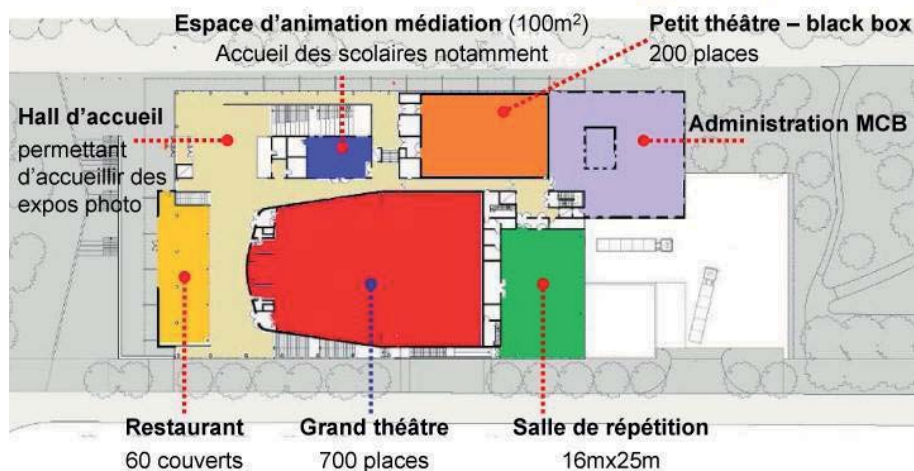 Espace d'animation médiation (100m²)
Accueil des scolaires notamment
Petit théâtre – black box
200 places
Hall d'accueil
permettant
d'accueillir des
expos photo
Administration MCB
Restaurant
60 couverts
Grand théâtre
700 places
Salle de répétition
16mx25m